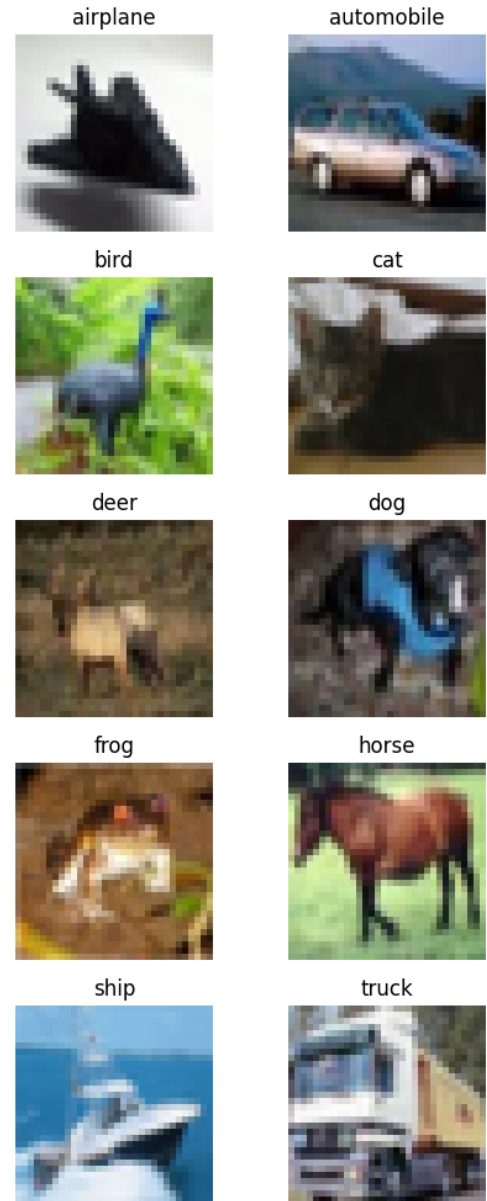 airplane
automobile
bird
cat
deer
dog
frog
horse
ship
truck